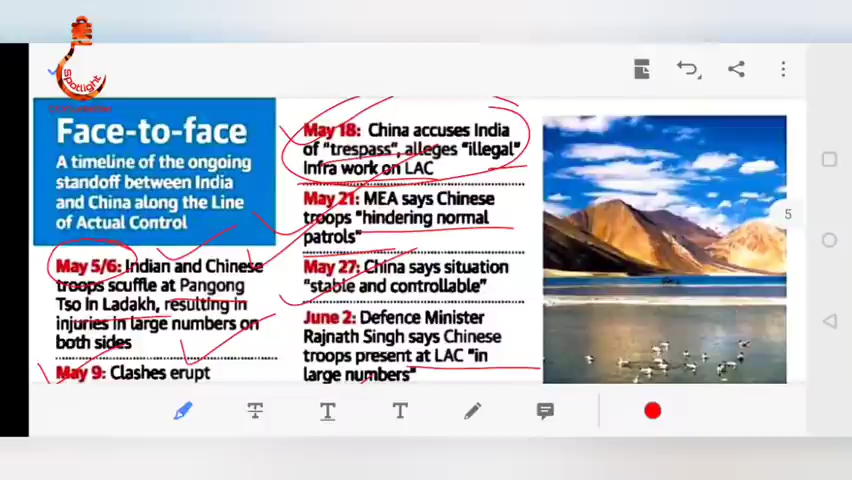 Spotlight
Face-to-face
A timeline of the ongoing
standoff between India
and China along the Line
of Actual Control
May 5/6: Indian and Chinese
troops scuffle at Pangong
Tso in Ladakh, resulting in
injuries in large numbers on
both sides
May 9: Clashes erupt
May 18: China accuses India
of "trespass", alleges "illegal"
infra work on LAC
May 21: MEA says Chinese
troops "hindering normal
patrols"
May 27: China says situation
"stable and controllable"
June 2: Defence Minister
Rajnath Singh says Chinese
troops present at LAC "in
large numbers"
5
T
T
T